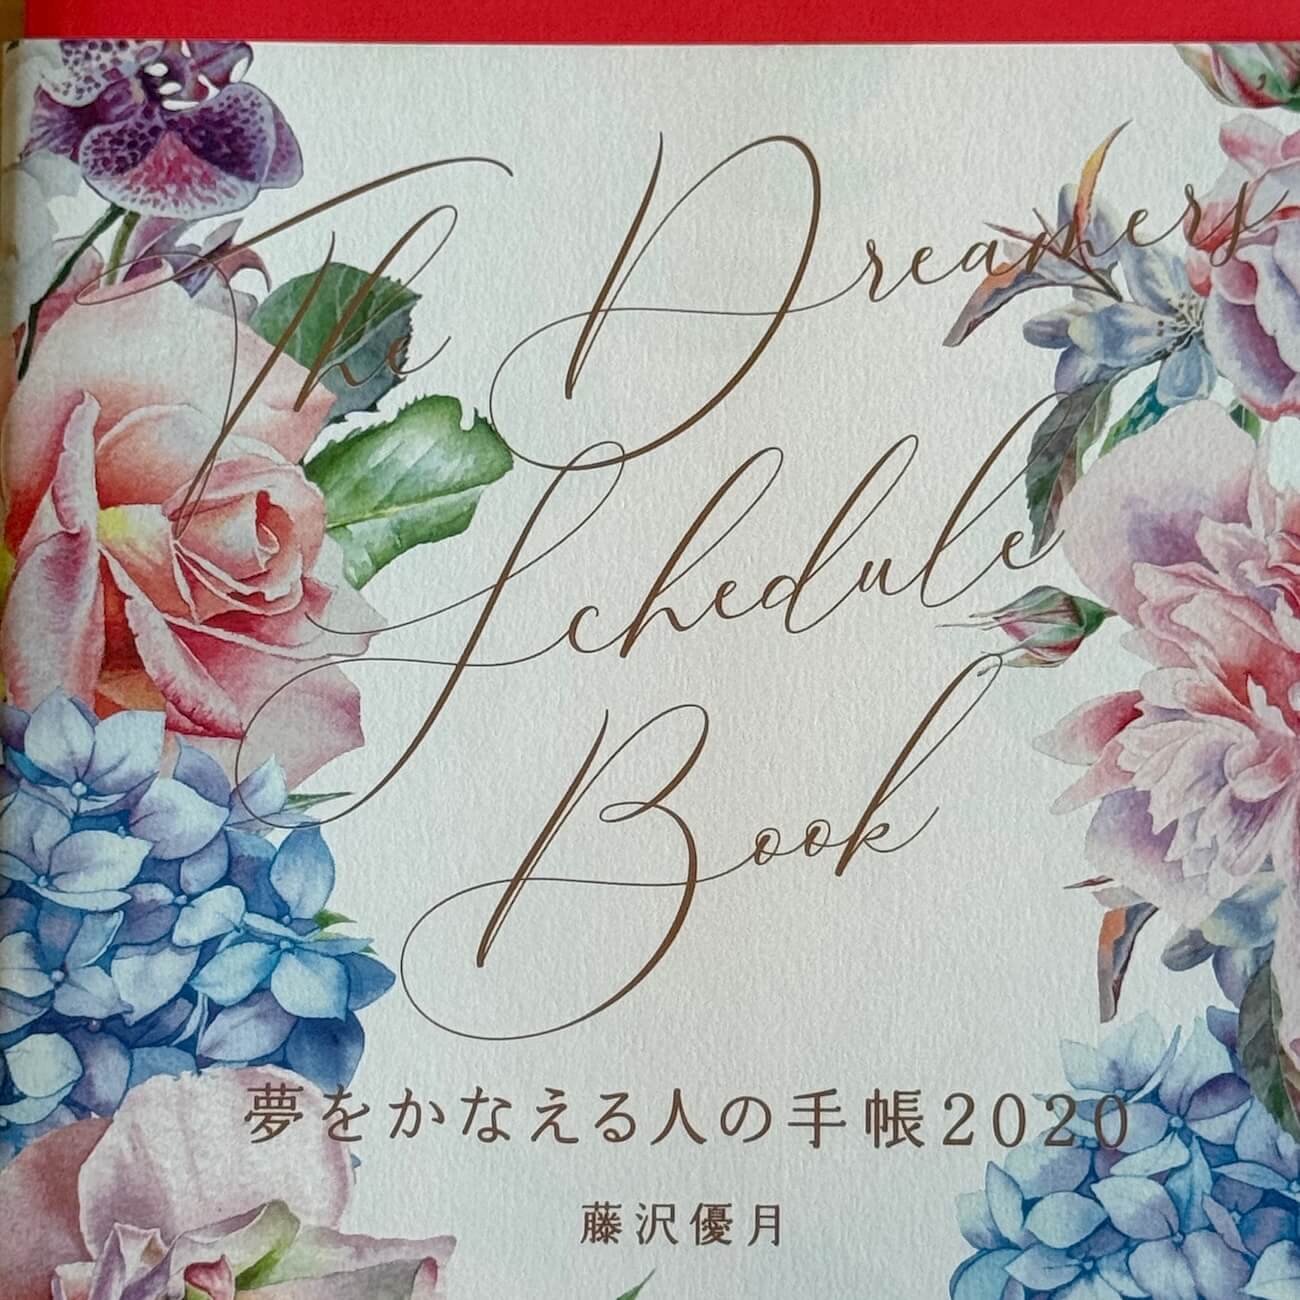 The Dreamers
Schedule
Book
夢をかなえる人の手帳2020
藤沢優月